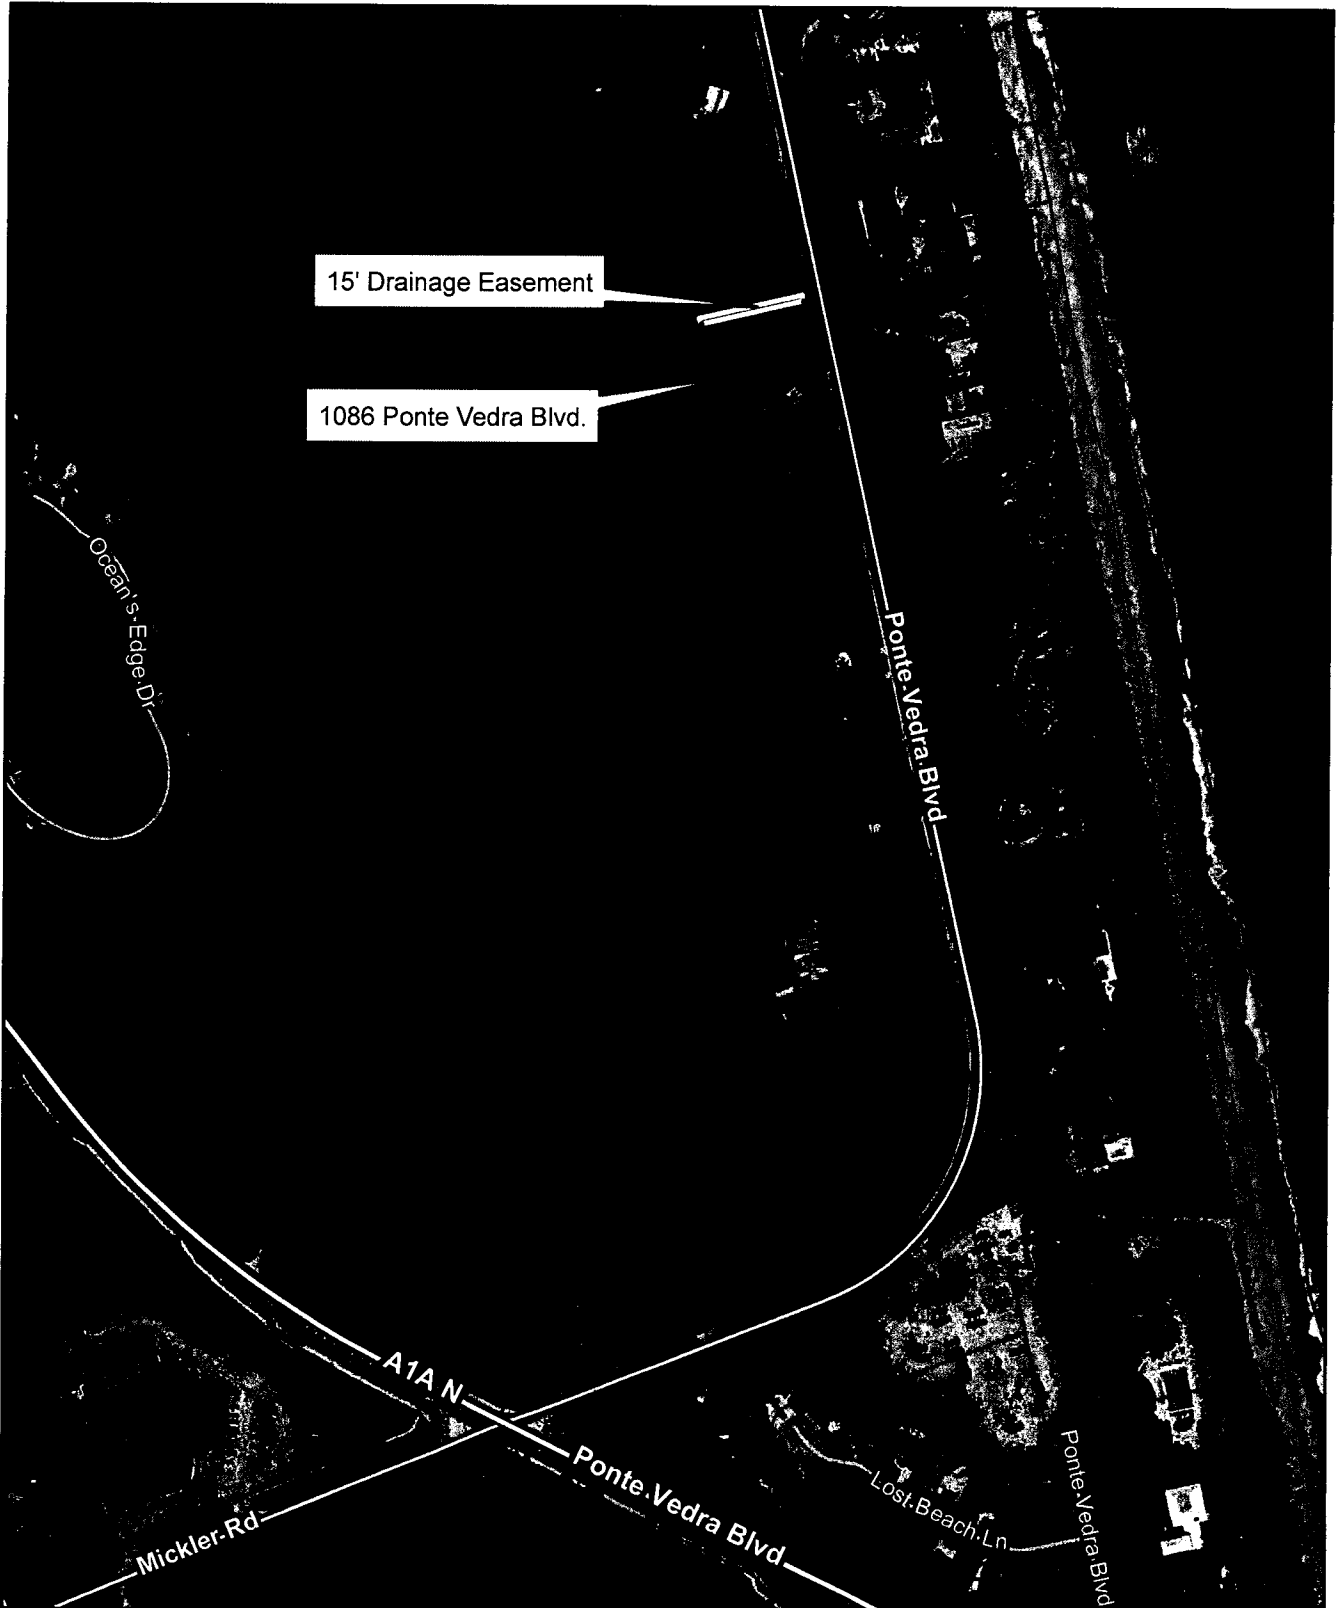 15' Drainage Easement
1086 Ponte Vedra Blvd.
Ocean's Edge Dr
Ponte Vedra Blvd
A1A N
Ponte Vedra Blvd
Mickler Rd
Lost Beach Ln
Ponte Vedra Blvd